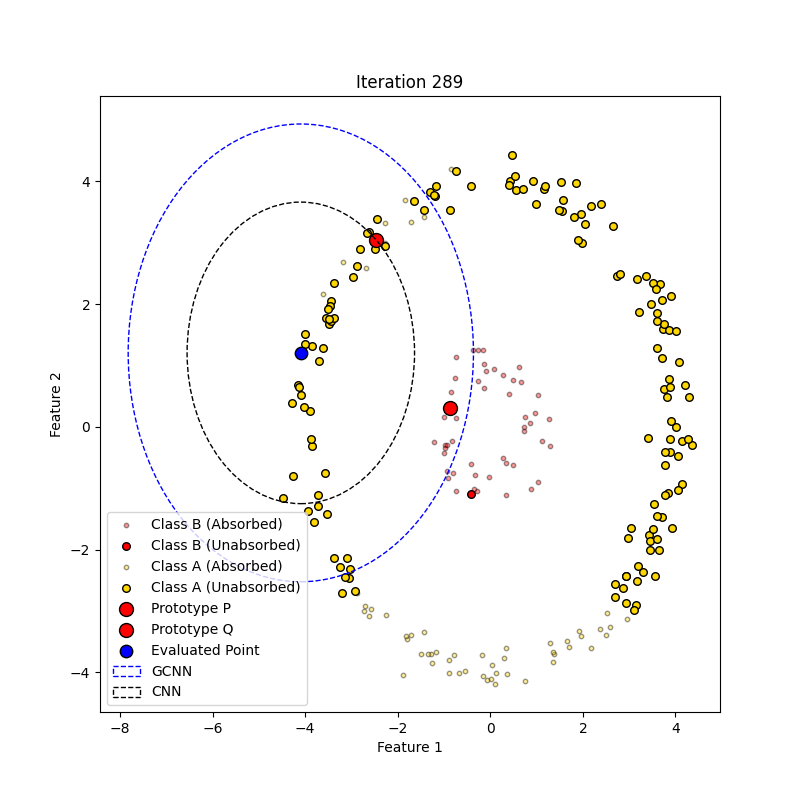 Iteration 289
4
2
0
−2
−4
Feature 2
Class B (Absorbed)
Class B (Unabsorbed)
Class A (Absorbed)
Class A (Unabsorbed)
Prototype P
Prototype Q
Evaluated Point
GCNN
CNN
−8 −6 −4 −2 0 2 4
Feature 1